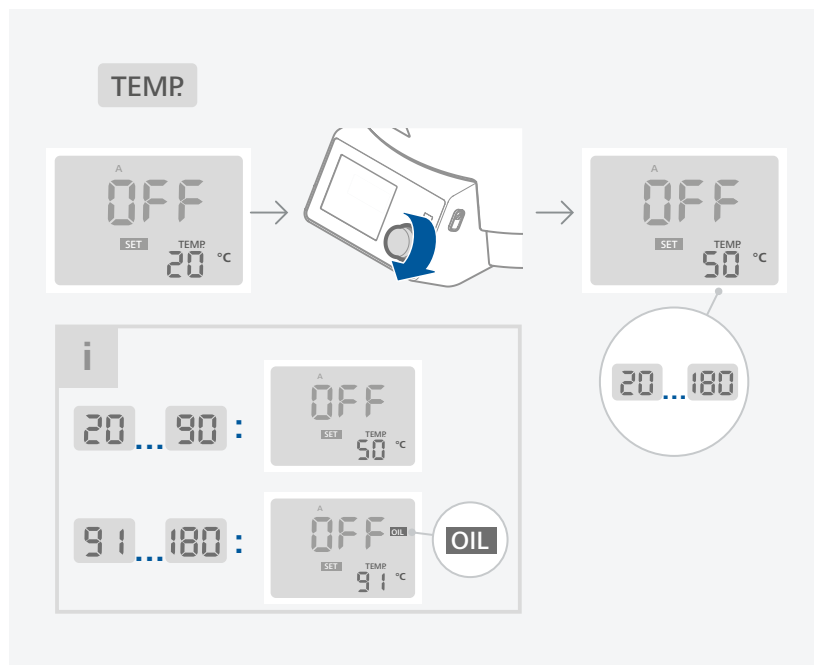 TEMP.
A
OFF
SET TEMP. 20 °C
A
OFF
SET TEMP. 50 °C
20 ... 180
i
20 ... 90 :
A
OFF
SET TEMP. 50 °C
91 ... 180 :
A
OFF OIL
SET TEMP. 91 °C
OIL